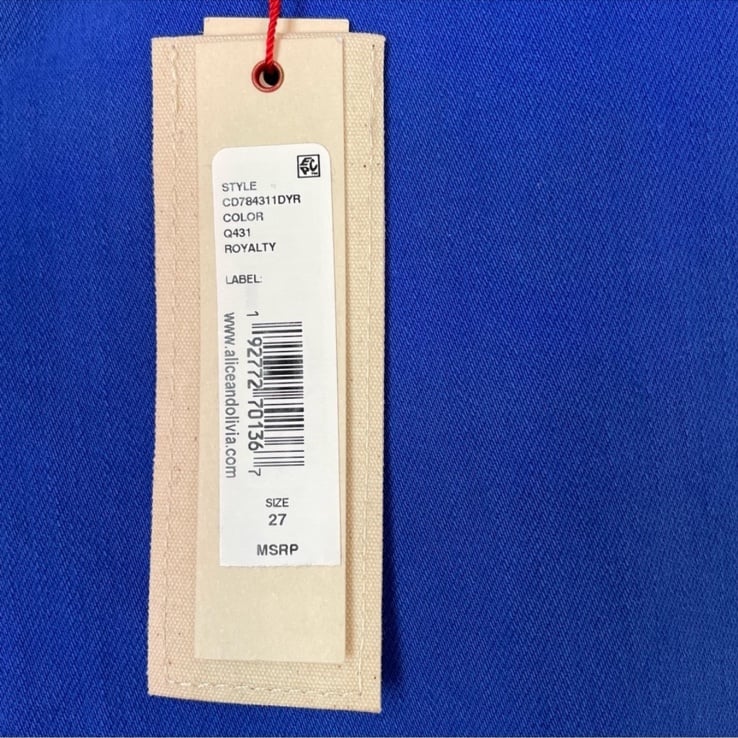 STYLE
CD784311DYR
COLOR
Q431
ROYALTY
LABEL:
1 92772 70136 7
www.aliceandolivia.com
SIZE
27
MSRP